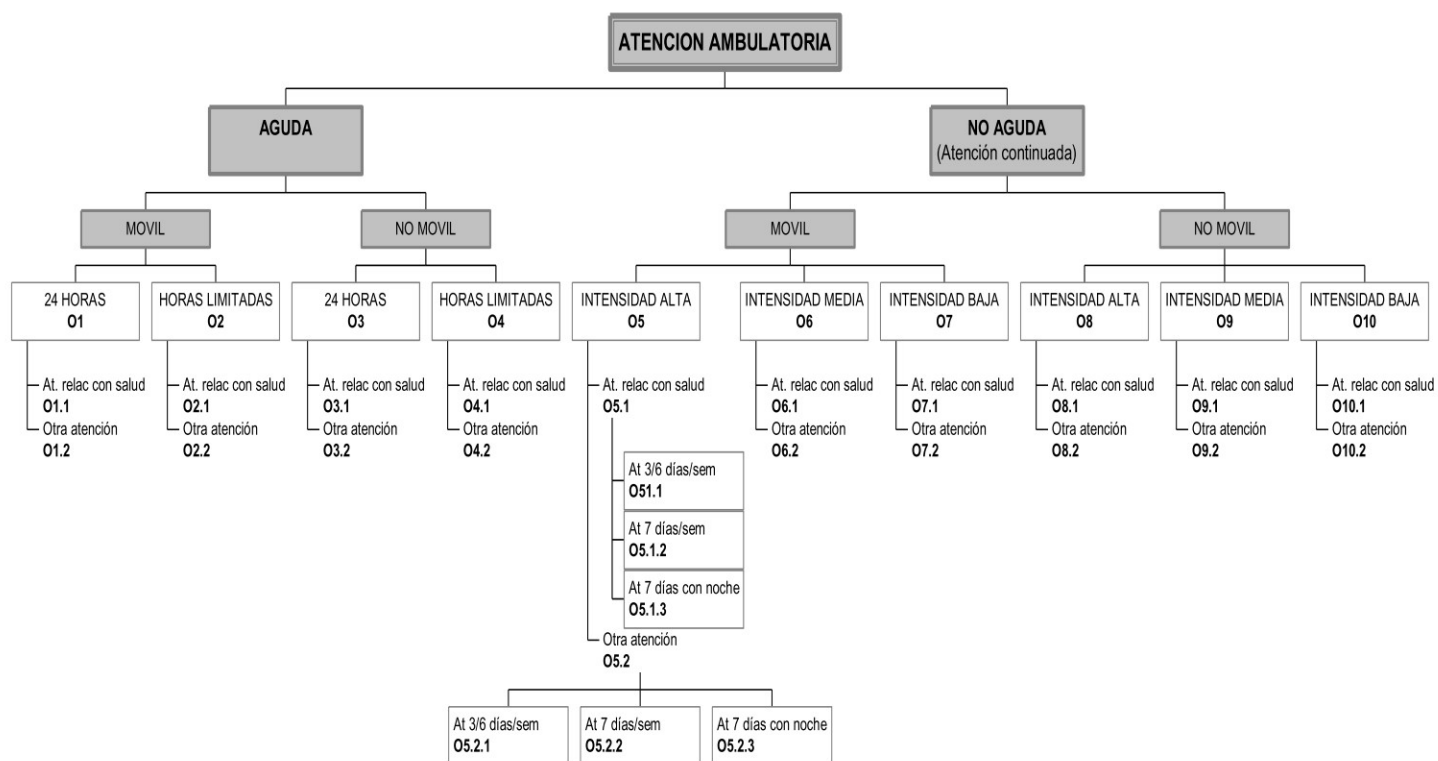 ATENCION AMBULATORIA
AGUDA
NO AGUDA
(Atención continuada)
MOVIL
NO MOVIL
MOVIL
NO MOVIL
24 HORAS
O1
HORAS LIMITADAS
O2
24 HORAS
O3
HORAS LIMITADAS
O4
INTENSIDAD ALTA
O5
INTENSIDAD MEDIA
O6
INTENSIDAD BAJA
O7
INTENSIDAD ALTA
O8
INTENSIDAD MEDIA
O9
INTENSIDAD BAJA
O10
At. relac con salud
O1.1
Otra atención
O1.2
At. relac con salud
O2.1
Otra atención
O2.2
At. relac con salud
O3.1
Otra atención
O3.2
At. relac con salud
O4.1
Otra atención
O4.2
At. relac con salud
O5.1
At 3/6 días/sem
O51.1
At 7 días/sem
O5.1.2
At 7 días con noche
O5.1.3
Otra atención
O5.2
At 3/6 días/sem
O5.2.1
At 7 días/sem
O5.2.2
At 7 días con noche
O5.2.3
At. relac con salud
O6.1
Otra atención
O6.2
At. relac con salud
O7.1
Otra atención
O7.2
At. relac con salud
O8.1
Otra atención
O8.2
At. relac con salud
O9.1
Otra atención
O9.2
At. relac con salud
O10.1
Otra atención
O10.2